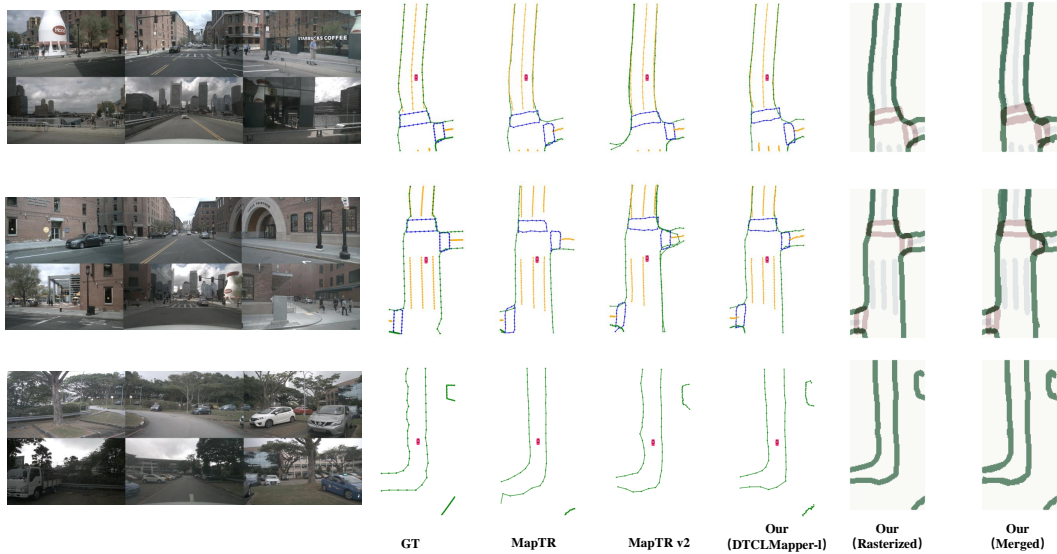 STARBUCKS COFFEE
GT
MapTR
MapTR v2
Our
(DTCLMapper-l)
Our
(Rasterized)
Our
(Merged)